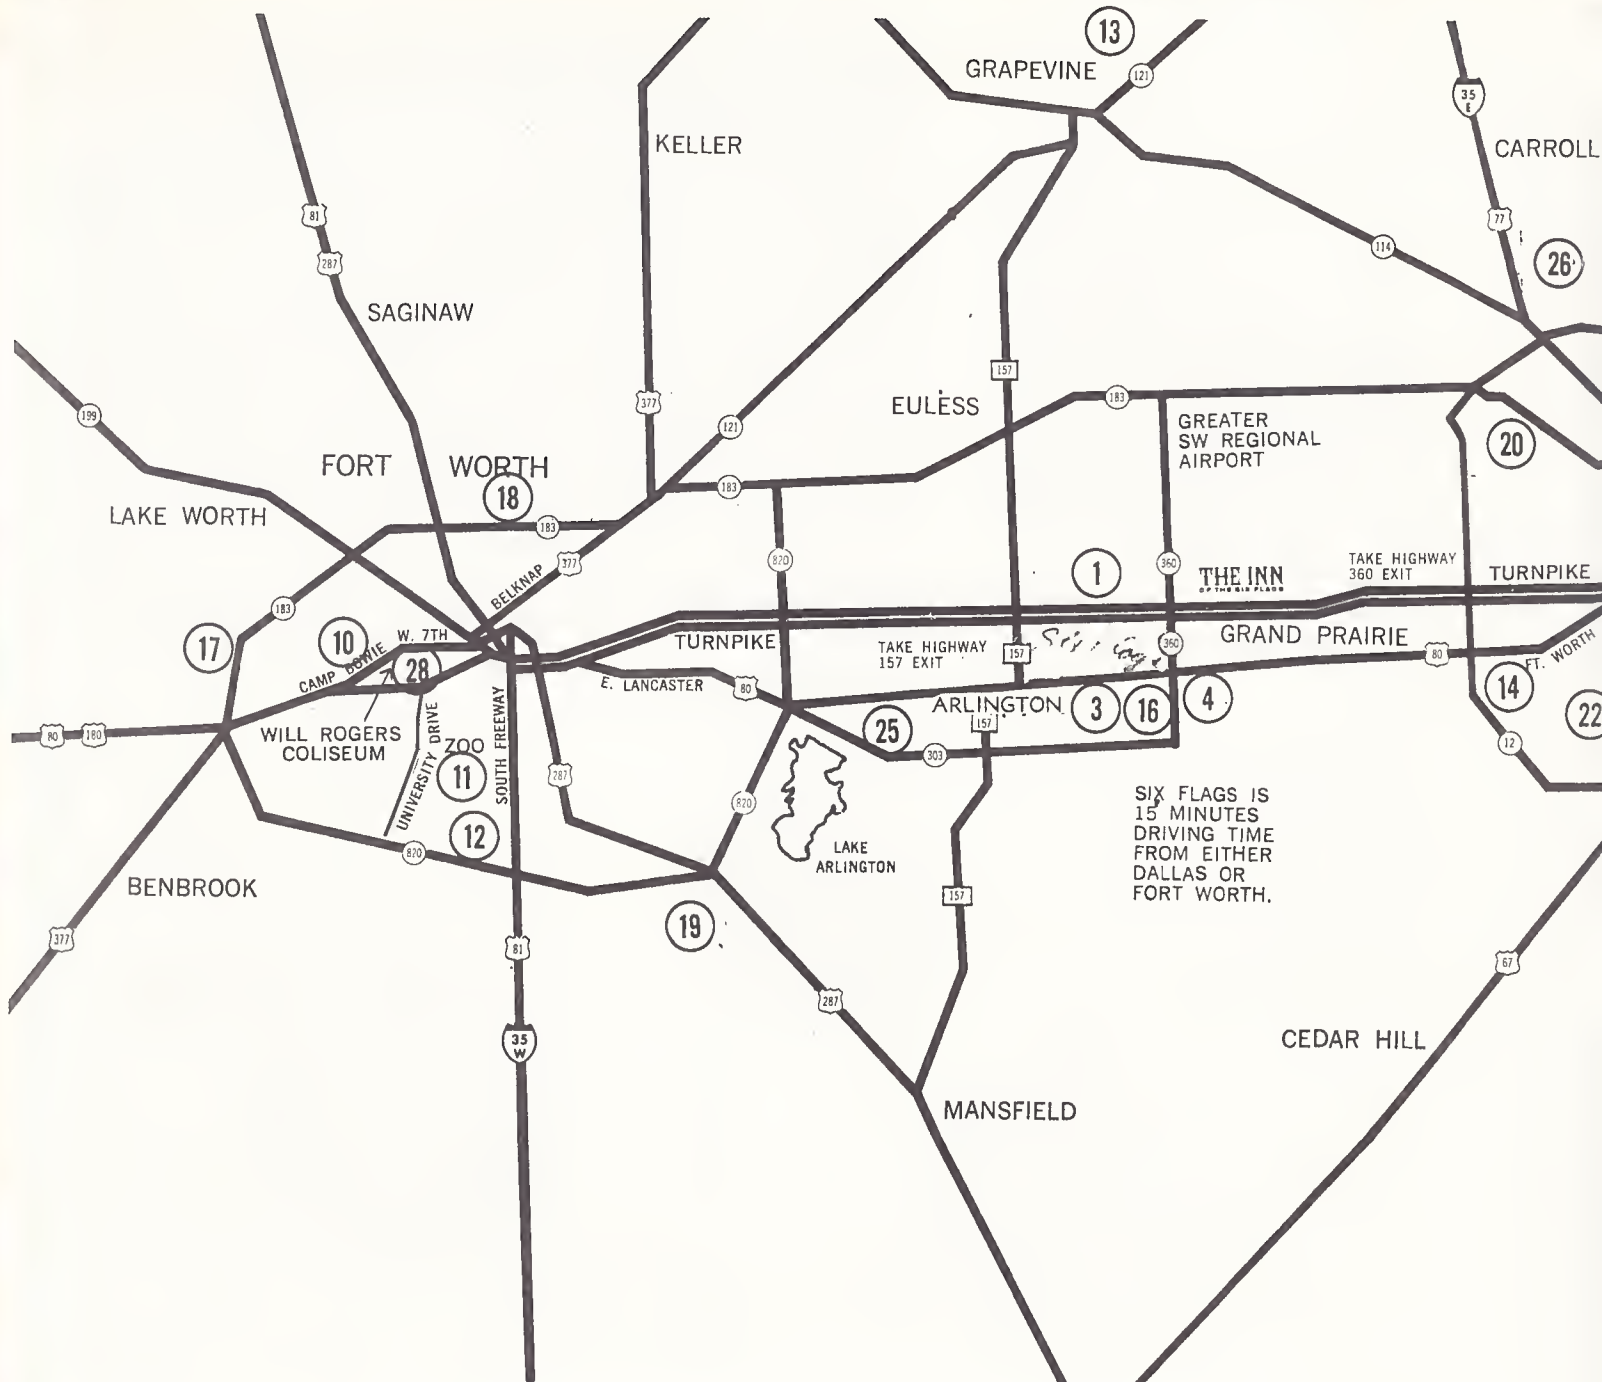 13
GRAPEVINE
121
35
E
KELLER
CARROLL
81
77
114
26
287
SAGINAW
157
377
183
199
EULESS
121
GREATER
SW REGIONAL
AIRPORT
20
FORT WORTH
18
183
LAKE WORTH
183
820
377
BELKNAP
1
360
THE INN
OF THE SIX FLAGS
TAKE HIGHWAY
360 EXIT
TURNPIKE
183
17
10
W. 7TH
CAMP BOWIE
28
TURNPIKE
TAKE HIGHWAY
157 EXIT
157
Six Flags
360
GRAND PRAIRIE
80
FT. WORTH
E. LANCASTER
80
80
180
WILL ROGERS
COLISEUM
UNIVERSITY DRIVE
ZOO
11
SOUTH FREEWAY
287
25
ARLINGTON
157
3
16
4
14
22
303
12
820
LAKE
ARLINGTON
SIX FLAGS IS
15 MINUTES
DRIVING TIME
FROM EITHER
DALLAS OR
FORT WORTH.
12
820
BENBROOK
157
377
19
81
67
287
35
W
CEDAR HILL
MANSFIELD